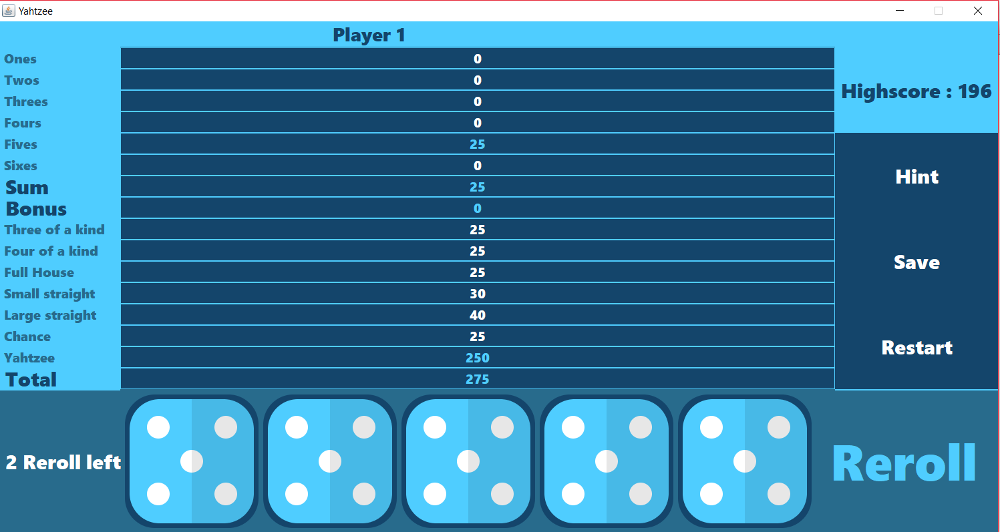 Yahtzee
Player 1
Ones 0
Twos 0
Threes 0
Highscore : 196
Fours 0
Fives 25
Sixes 0
Hint
Sum 25
Bonus 0
Three of a kind 25
Four of a kind 25
Save
Full House 25
Small straight 30
Large straight 40
Chance 25
Restart
Yahtzee 250
Total 275
2 Reroll left
Reroll